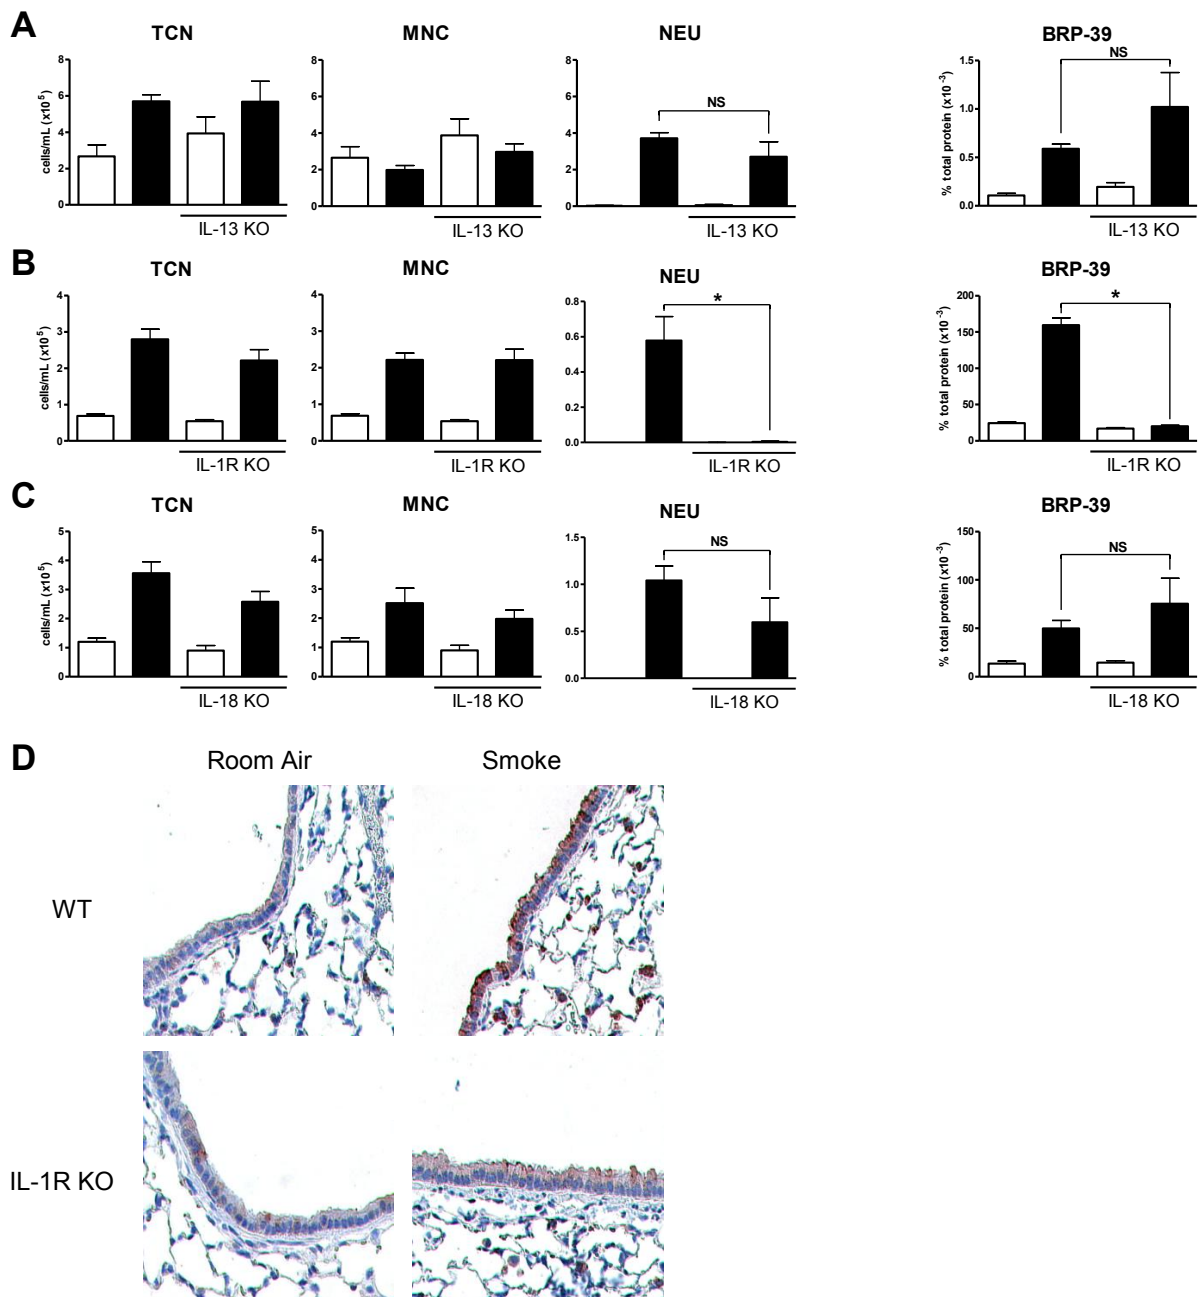 A
TCN
MNC
NEU
BRP-39
cells/mL (x10⁵)
8
6
4
2
0
IL-13 KO
8
6
4
2
0
IL-13 KO
8
6
4
2
0
NS
IL-13 KO
% total protein (x10⁻³)
1.5
1.0
0.5
0.0
NS
IL-13 KO
B
TCN
MNC
NEU
BRP-39
cells/mL (x10⁵)
4
3
2
1
0
IL-1R KO
4
3
2
1
0
IL-1R KO
0.8
0.6
0.4
0.2
0.0
*
IL-1R KO
% total protein (x10⁻³)
200
150
100
50
0
*
IL-1R KO
C
TCN
MNC
NEU
BRP-39
cells/mL (x10⁵)
5
4
3
2
1
0
IL-18 KO
5
4
3
2
1
0
IL-18 KO
1.5
1.0
0.5
0.0
NS
IL-18 KO
% total protein (x10⁻³)
150
100
50
0
NS
IL-18 KO
D
Room Air
Smoke
WT
IL-1R KO